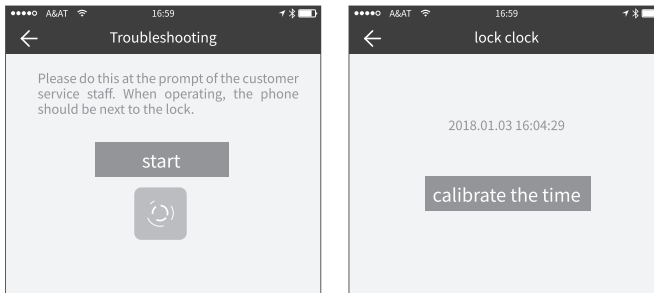 A&AT 16:59
Troubleshooting
Please do this at the prompt of the customer
service staff. When operating, the phone
should be next to the lock.
start
A&AT 16:59
lock clock
2018.01.03 16:04:29
calibrate the time